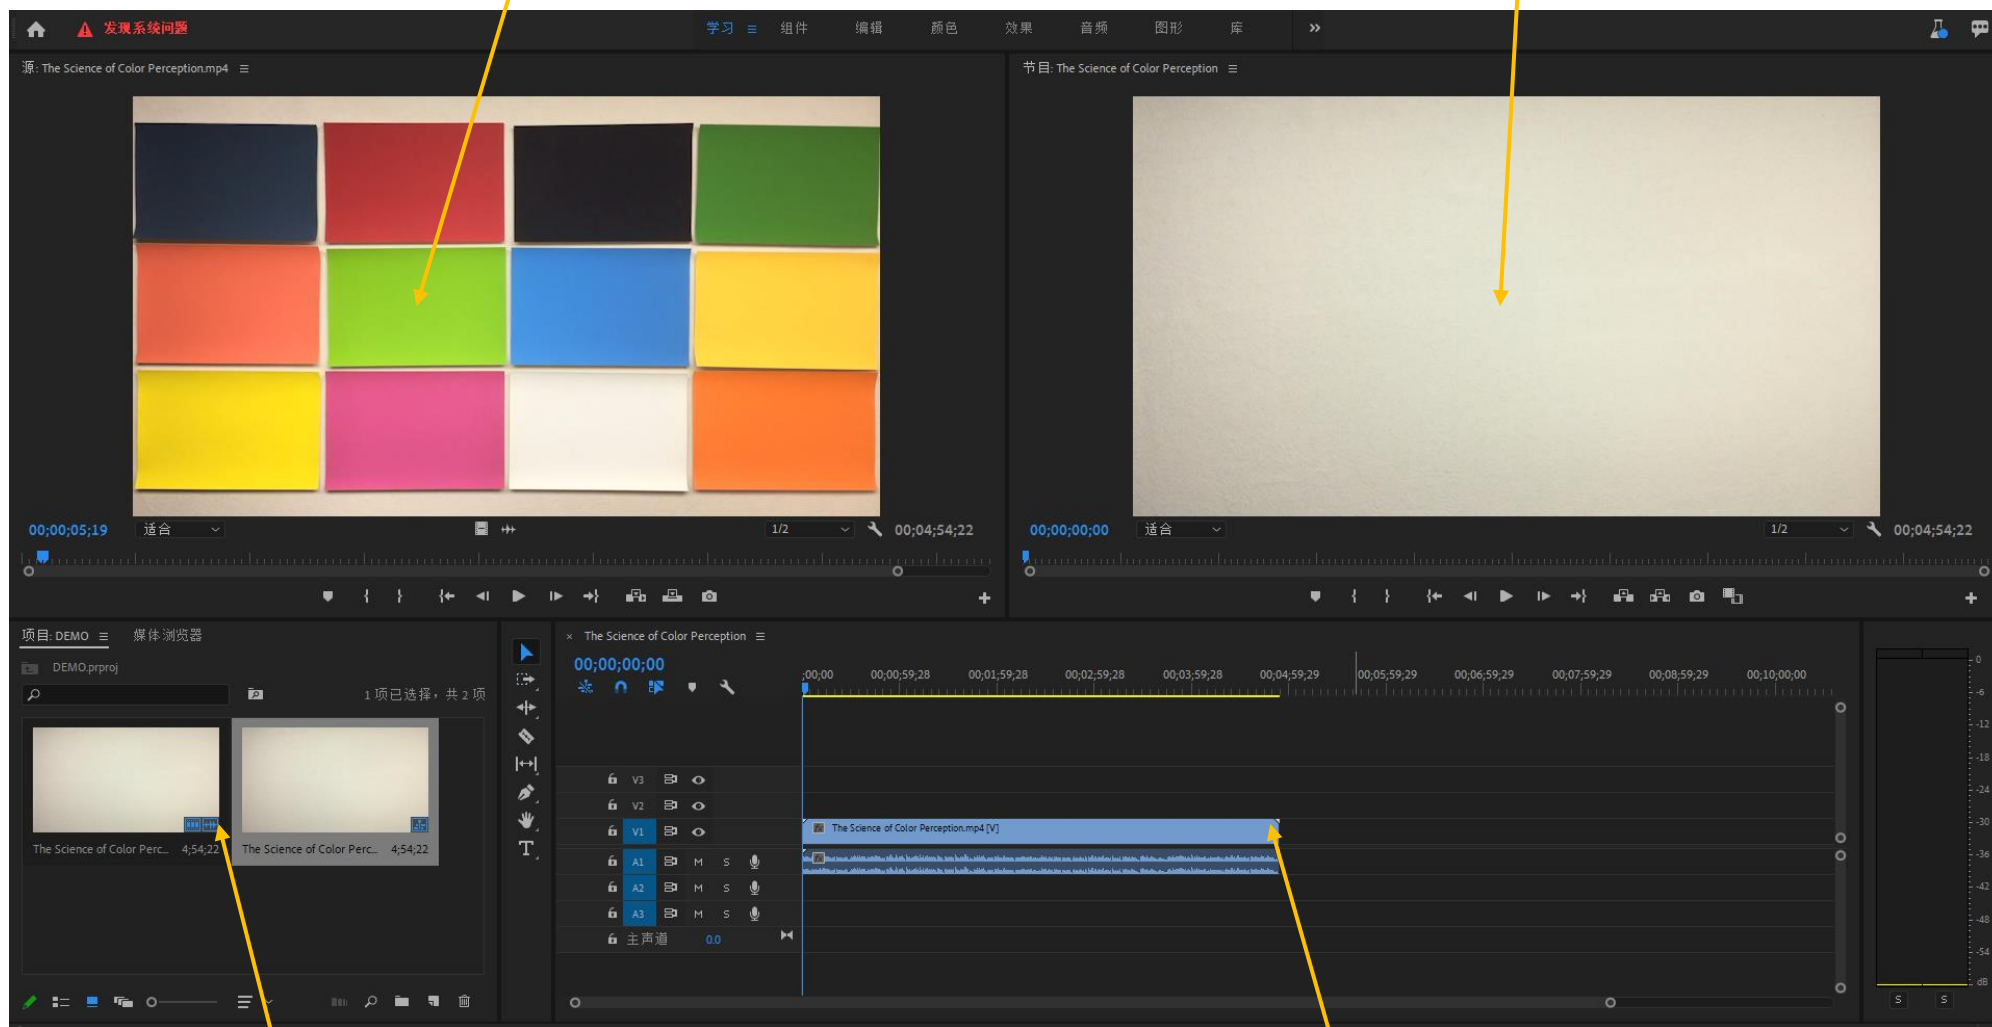 发现系统问题
学习 组件 编辑 颜色 效果 音频 图形 库
源: The Science of Color Perception.mp4
节目: The Science of Color Perception
00;00;05;19 适合 1/2 00;04;54;22
00;00;00;00 适合 1/2 00;04;54;22
项目: DEMO 媒体浏览器
DEMO.prproj
1 项已选择，共 2 项
The Science of Color Perc... 4;54;22
The Science of Color Perc... 4;54;22
× The Science of Color Perception
00;00;00;00
;00;00 00;00;59;28 00;01;59;28 00;02;59;28 00;03;59;28 00;04;59;29 00;05;59;29 00;06;59;29 00;07;59;29 00;08;59;29 00;10;00;00
V3
V2
V1 The Science of Color Perception.mp4 [V]
A1 M S
A2 M S
A3 M S
主声道 0.0
0
-6
-12
-18
-24
-30
-36
-42
-48
-54
dB
S S